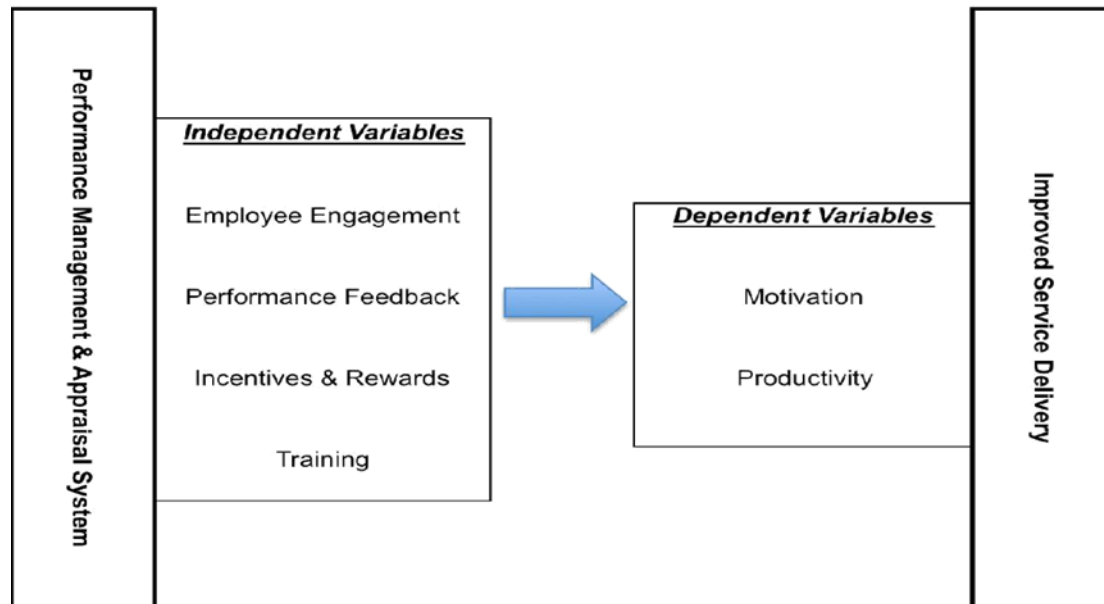 Performance Management & Appraisal System
Independent Variables
Employee Engagement
Performance Feedback
Incentives & Rewards
Training
Dependent Variables
Motivation
Productivity
Improved Service Delivery